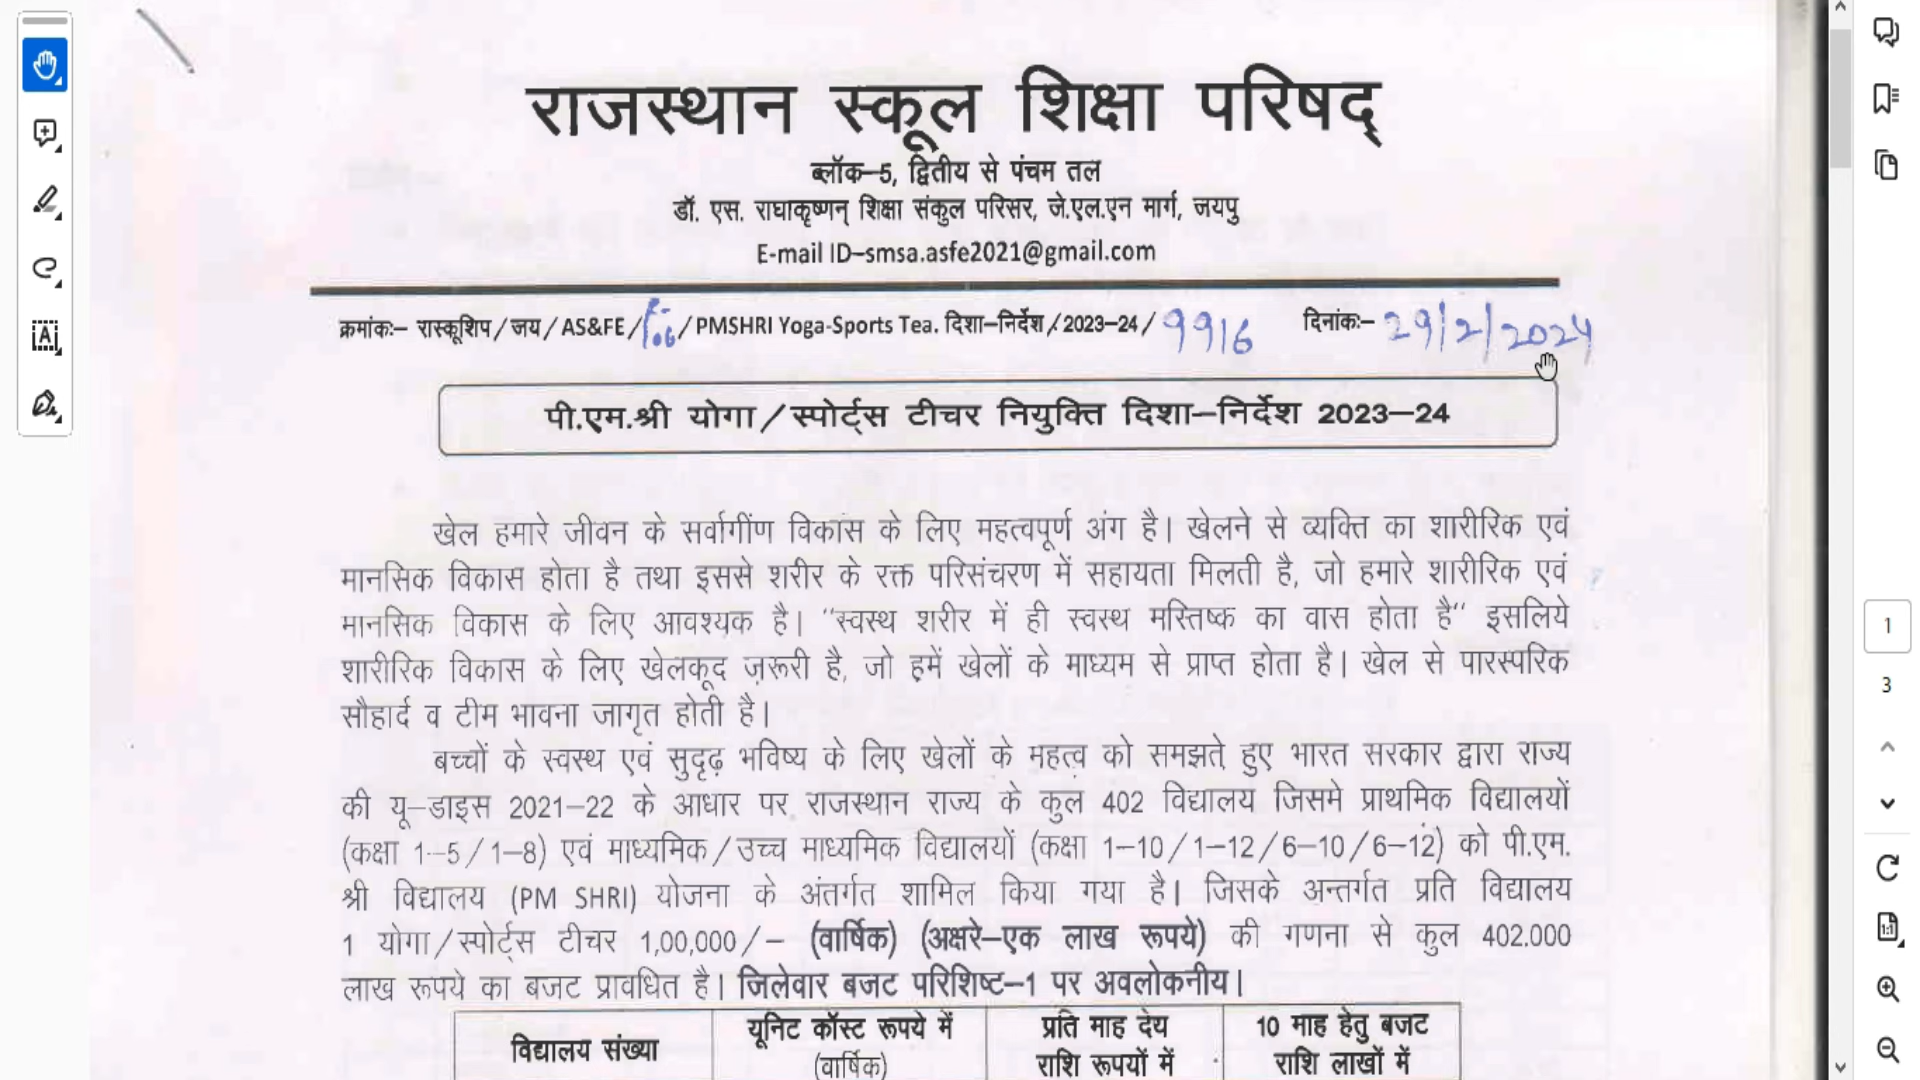 राजस्थान स्कूल शिक्षा परिषद्
ब्लॉक–5, द्वितीय से पंचम तल
डॉ. एस. राधाकृष्णन् शिक्षा संकुल परिसर, जे.एल.एन मार्ग, जयपु
E-mail ID–smsa.asfe2021@gmail.com
क्रमांकः– रास्कूशिप/जय/AS&FE/ /PMSHRI Yoga-Sports Tea. दिशा–निर्देश/2023–24/ 9916 दिनांकः– 29/2/2024
पी.एम.श्री योगा/स्पोर्ट्स टीचर नियुक्ति दिशा–निर्देश 2023–24
खेल हमारे जीवन के सर्वागींण विकास के लिए महत्वपूर्ण अंग है। खेलने से व्यक्ति का शारीरिक एवं
मानसिक विकास होता है तथा इससे शरीर के रक्त परिसंचरण में सहायता मिलती है, जो हमारे शारीरिक एवं
मानसिक विकास के लिए आवश्यक है। "स्वस्थ शरीर में ही स्वस्थ मस्तिष्क का वास होता है" इसलिये
शारीरिक विकास के लिए खेलकूद ज़रूरी है, जो हमें खेलों के माध्यम से प्राप्त होता है। खेल से पारस्परिक
सौहार्द व टीम भावना जागृत होती है।
बच्चों के स्वस्थ एवं सुदृढ़ भविष्य के लिए खेलों के महत्व को समझते हुए भारत सरकार द्वारा राज्य
की यू–डाइस 2021–22 के आधार पर राजस्थान राज्य के कुल 402 विद्यालय जिसमे प्राथमिक विद्यालयों
(कक्षा 1–5/1–8) एवं माध्यमिक/उच्च माध्यमिक विद्यालयों (कक्षा 1–10/1–12/6–10/6–12) को पी.एम.
श्री विद्यालय (PM SHRI) योजना के अंतर्गत शामिल किया गया है। जिसके अन्तर्गत प्रति विद्यालय
1 योगा/स्पोर्ट्स टीचर 1,00,000/– (वार्षिक) (अक्षरे–एक लाख रूपये) की गणना से कुल 402.000
लाख रूपये का बजट प्रावधित है। जिलेवार बजट परिशिष्ट–1 पर अवलोकनीय।
विद्यालय संख्या
यूनिट कॉस्ट रूपये में
(वार्षिक)
प्रति माह देय
राशि रूपयों में
10 माह हेतु बजट
राशि लाखों में
1
3